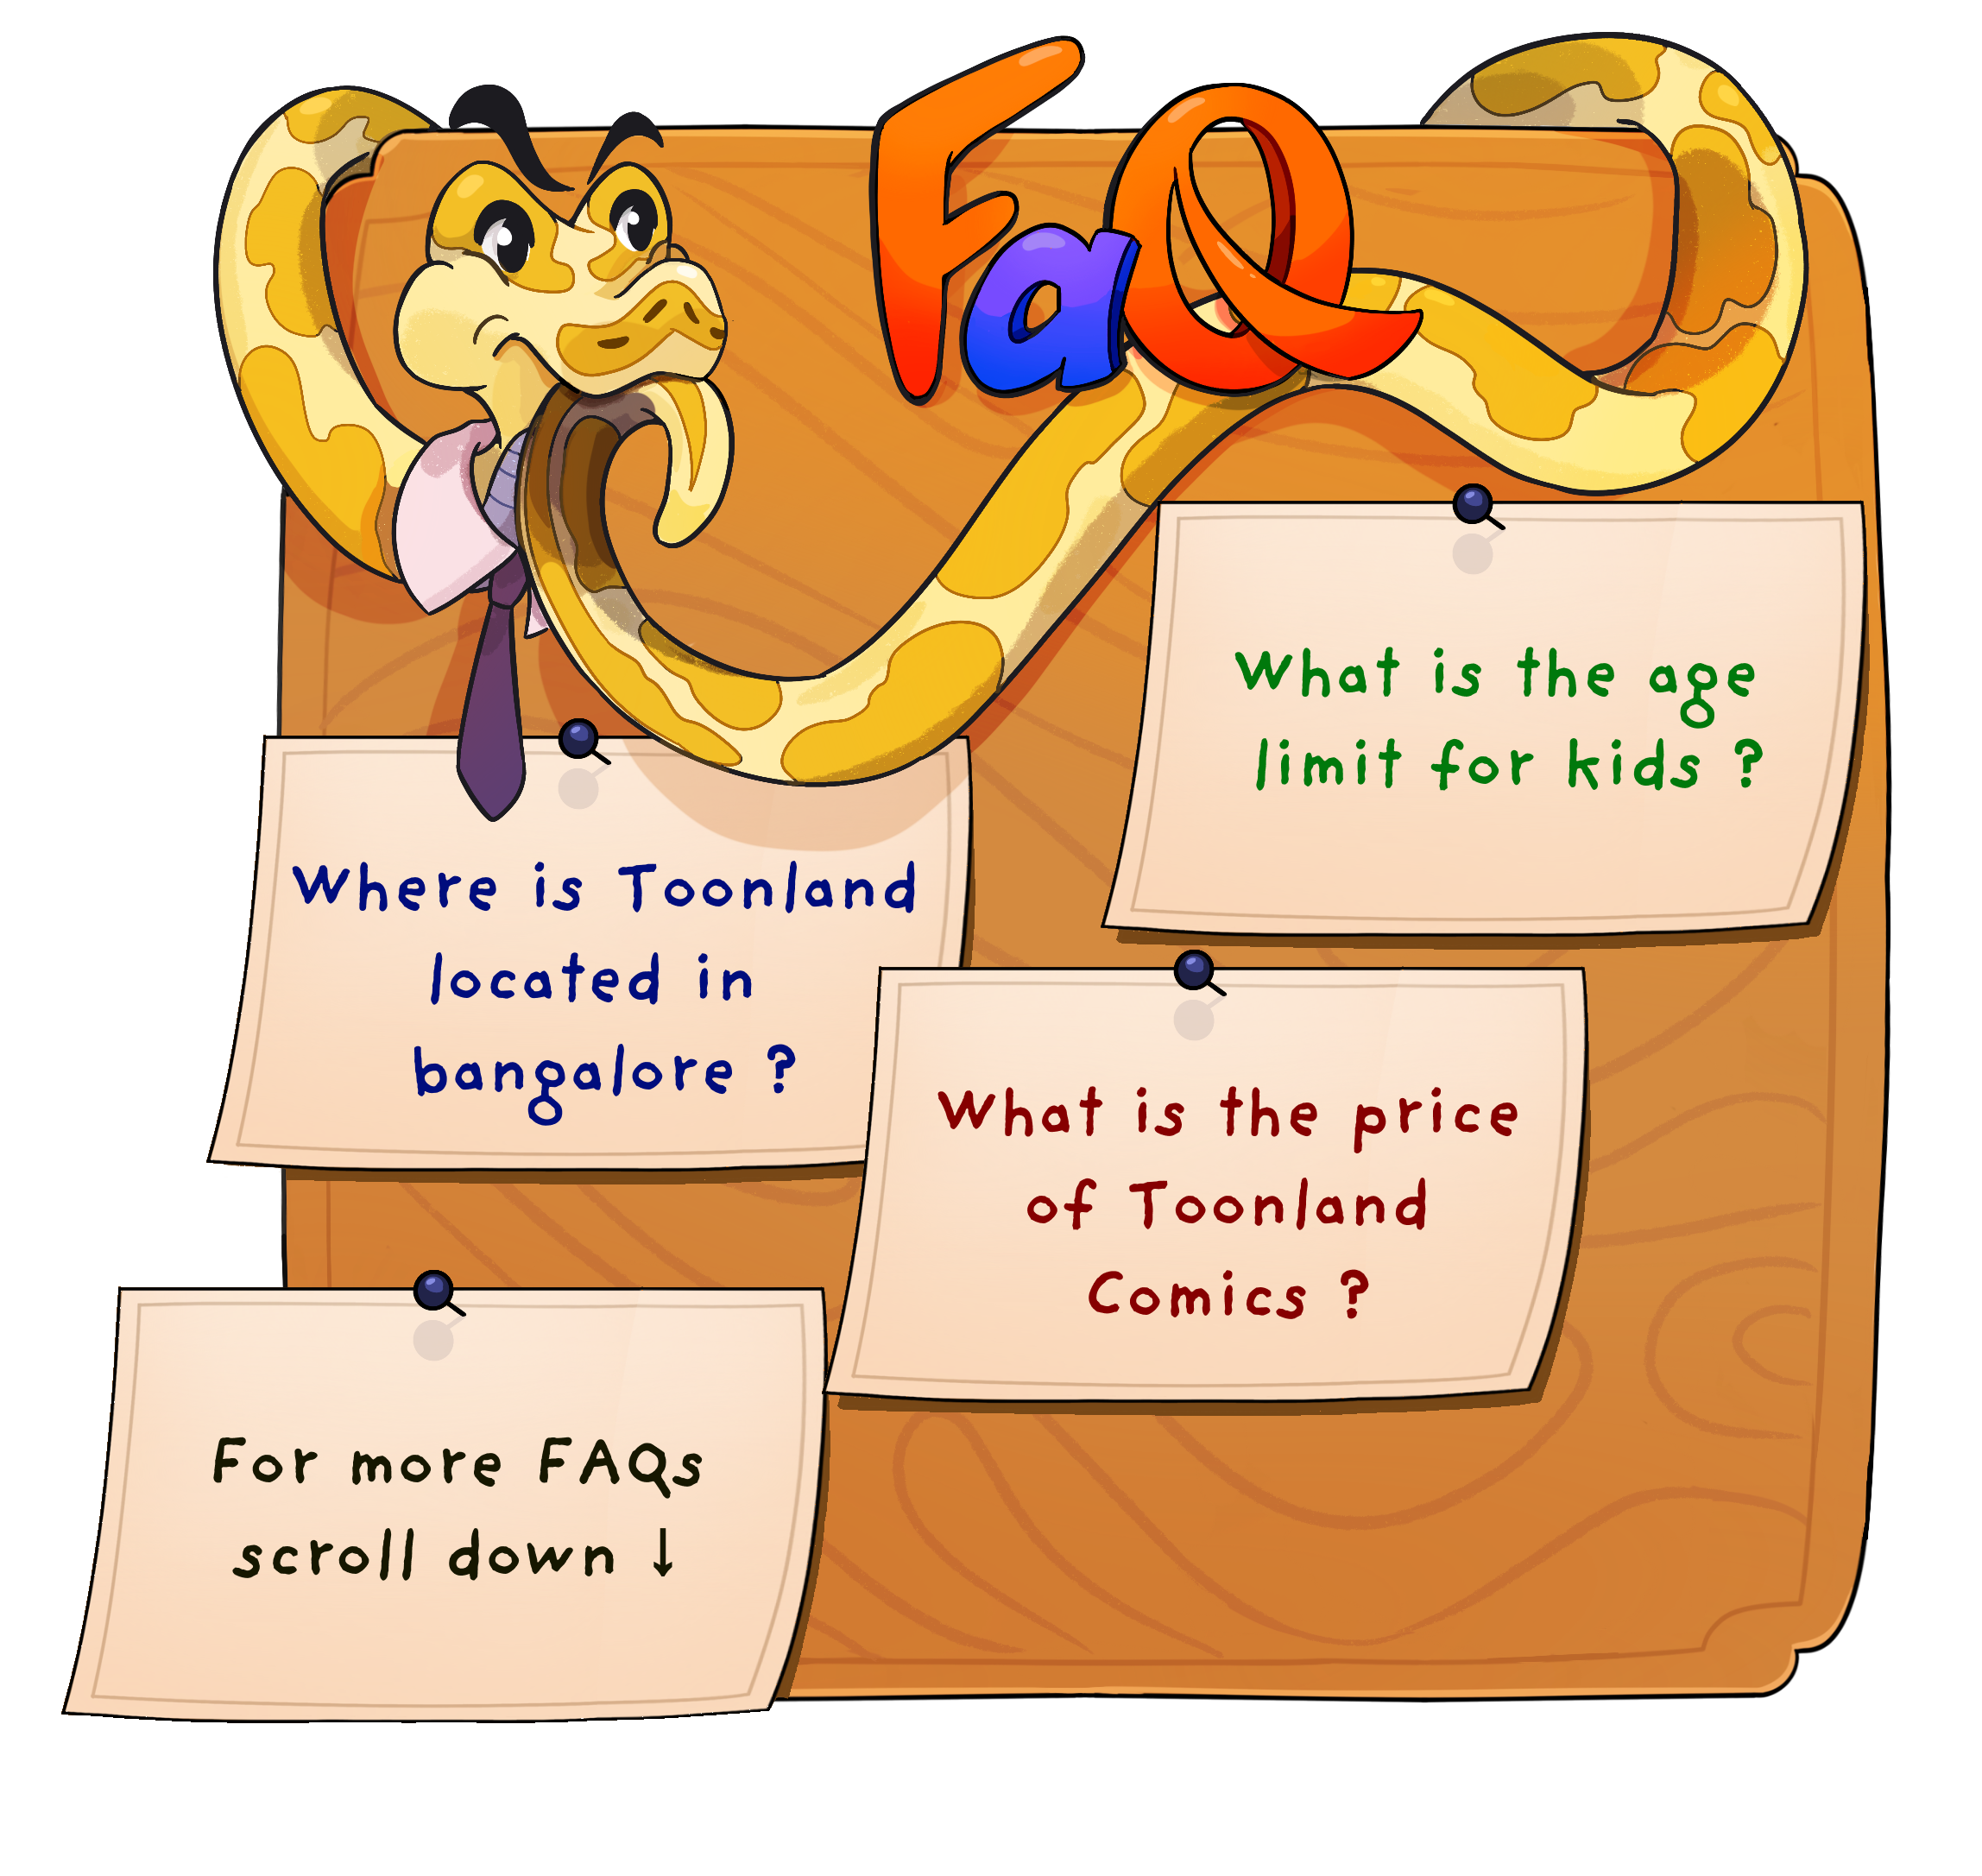 FaQ
What is the age
limit for kids ?
Where is Toonland
located in
bangalore ?
What is the price
of Toonland
Comics ?
For more FAQs
scroll down ↓